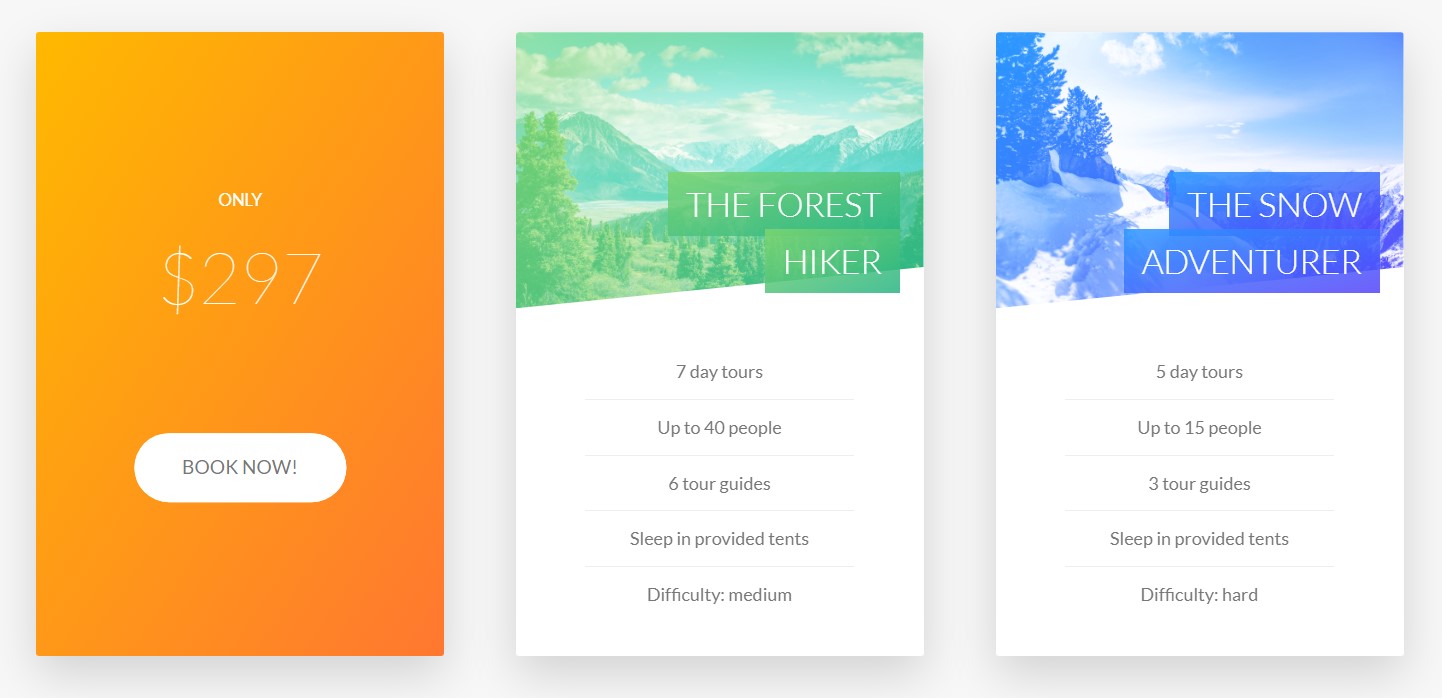 ONLY
$297
BOOK NOW!
THE FOREST
HIKER
7 day tours
Up to 40 people
6 tour guides
Sleep in provided tents
Difficulty: medium
THE SNOW
ADVENTURER
5 day tours
Up to 15 people
3 tour guides
Sleep in provided tents
Difficulty: hard